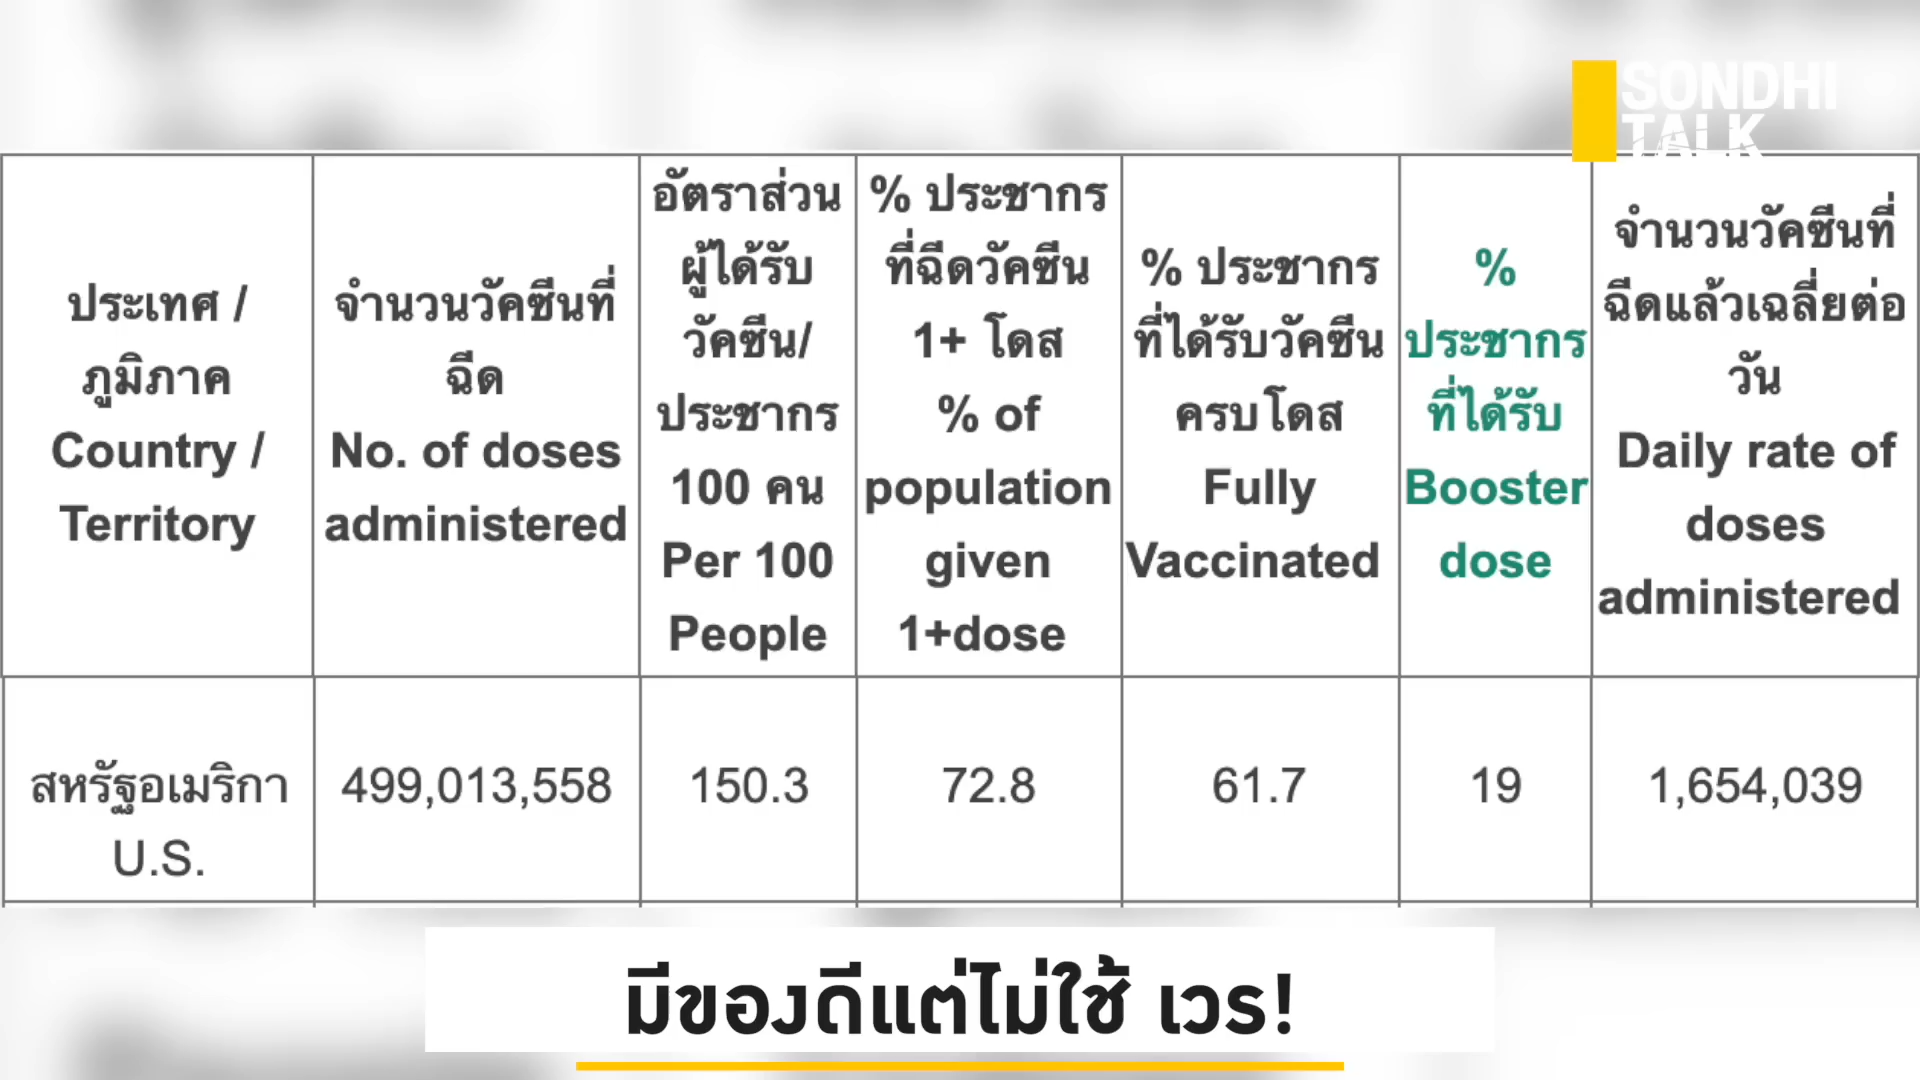 SONDHI
TALK
ประเทศ /
ภูมิภาค
Country /
Territory
จำนวนวัคซีนที่
ฉีด
No. of doses
administered
อัตราส่วน
ผู้ได้รับ
วัคซีน/
ประชากร
100 คน
Per 100
People
% ประชากร
ที่ฉีดวัคซีน
1+ โดส
% of
population
given
1+dose
% ประชากร
ที่ได้รับวัคซีน
ครบโดส
Fully
Vaccinated
%
ประชากร
ที่ได้รับ
Booster
dose
จำนวนวัคซีนที่
ฉีดแล้วเฉลี่ยต่อ
วัน
Daily rate of
doses
administered
สหรัฐอเมริกา
U.S.
499,013,558
150.3
72.8
61.7
19
1,654,039
มีของดีแต่ไม่ใช้ เวร!